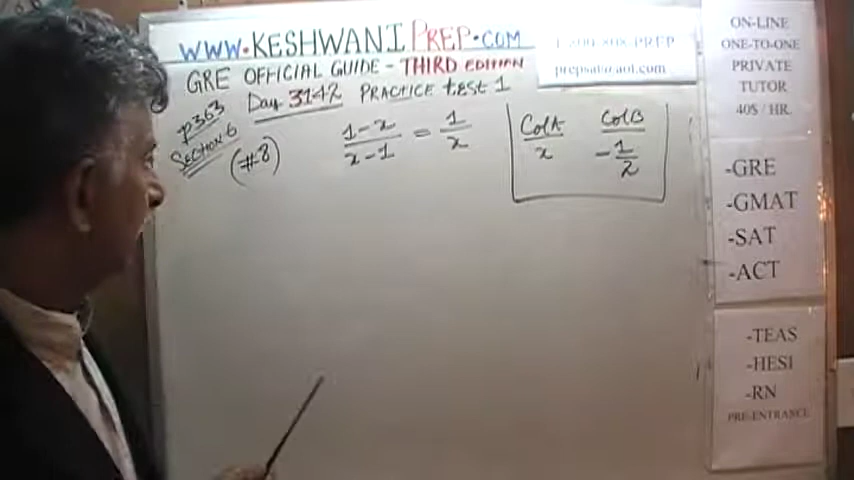 WWW.KESHWANIPREP.COM
GRE OFFICIAL GUIDE - THIRD EDITION
Day 3142 PRACTICE test 1
p363
SECTION 6
(#8)
1-x / x-1 = 1/x
ColA ColB
x -1/2
prepsat@aol.com
ON-LINE
ONE-TO-ONE
PRIVATE
TUTOR
40$ / HR.
-GRE
-GMAT
-SAT
-ACT
-TEAS
-HESI
-RN
PRE-ENTRANCE